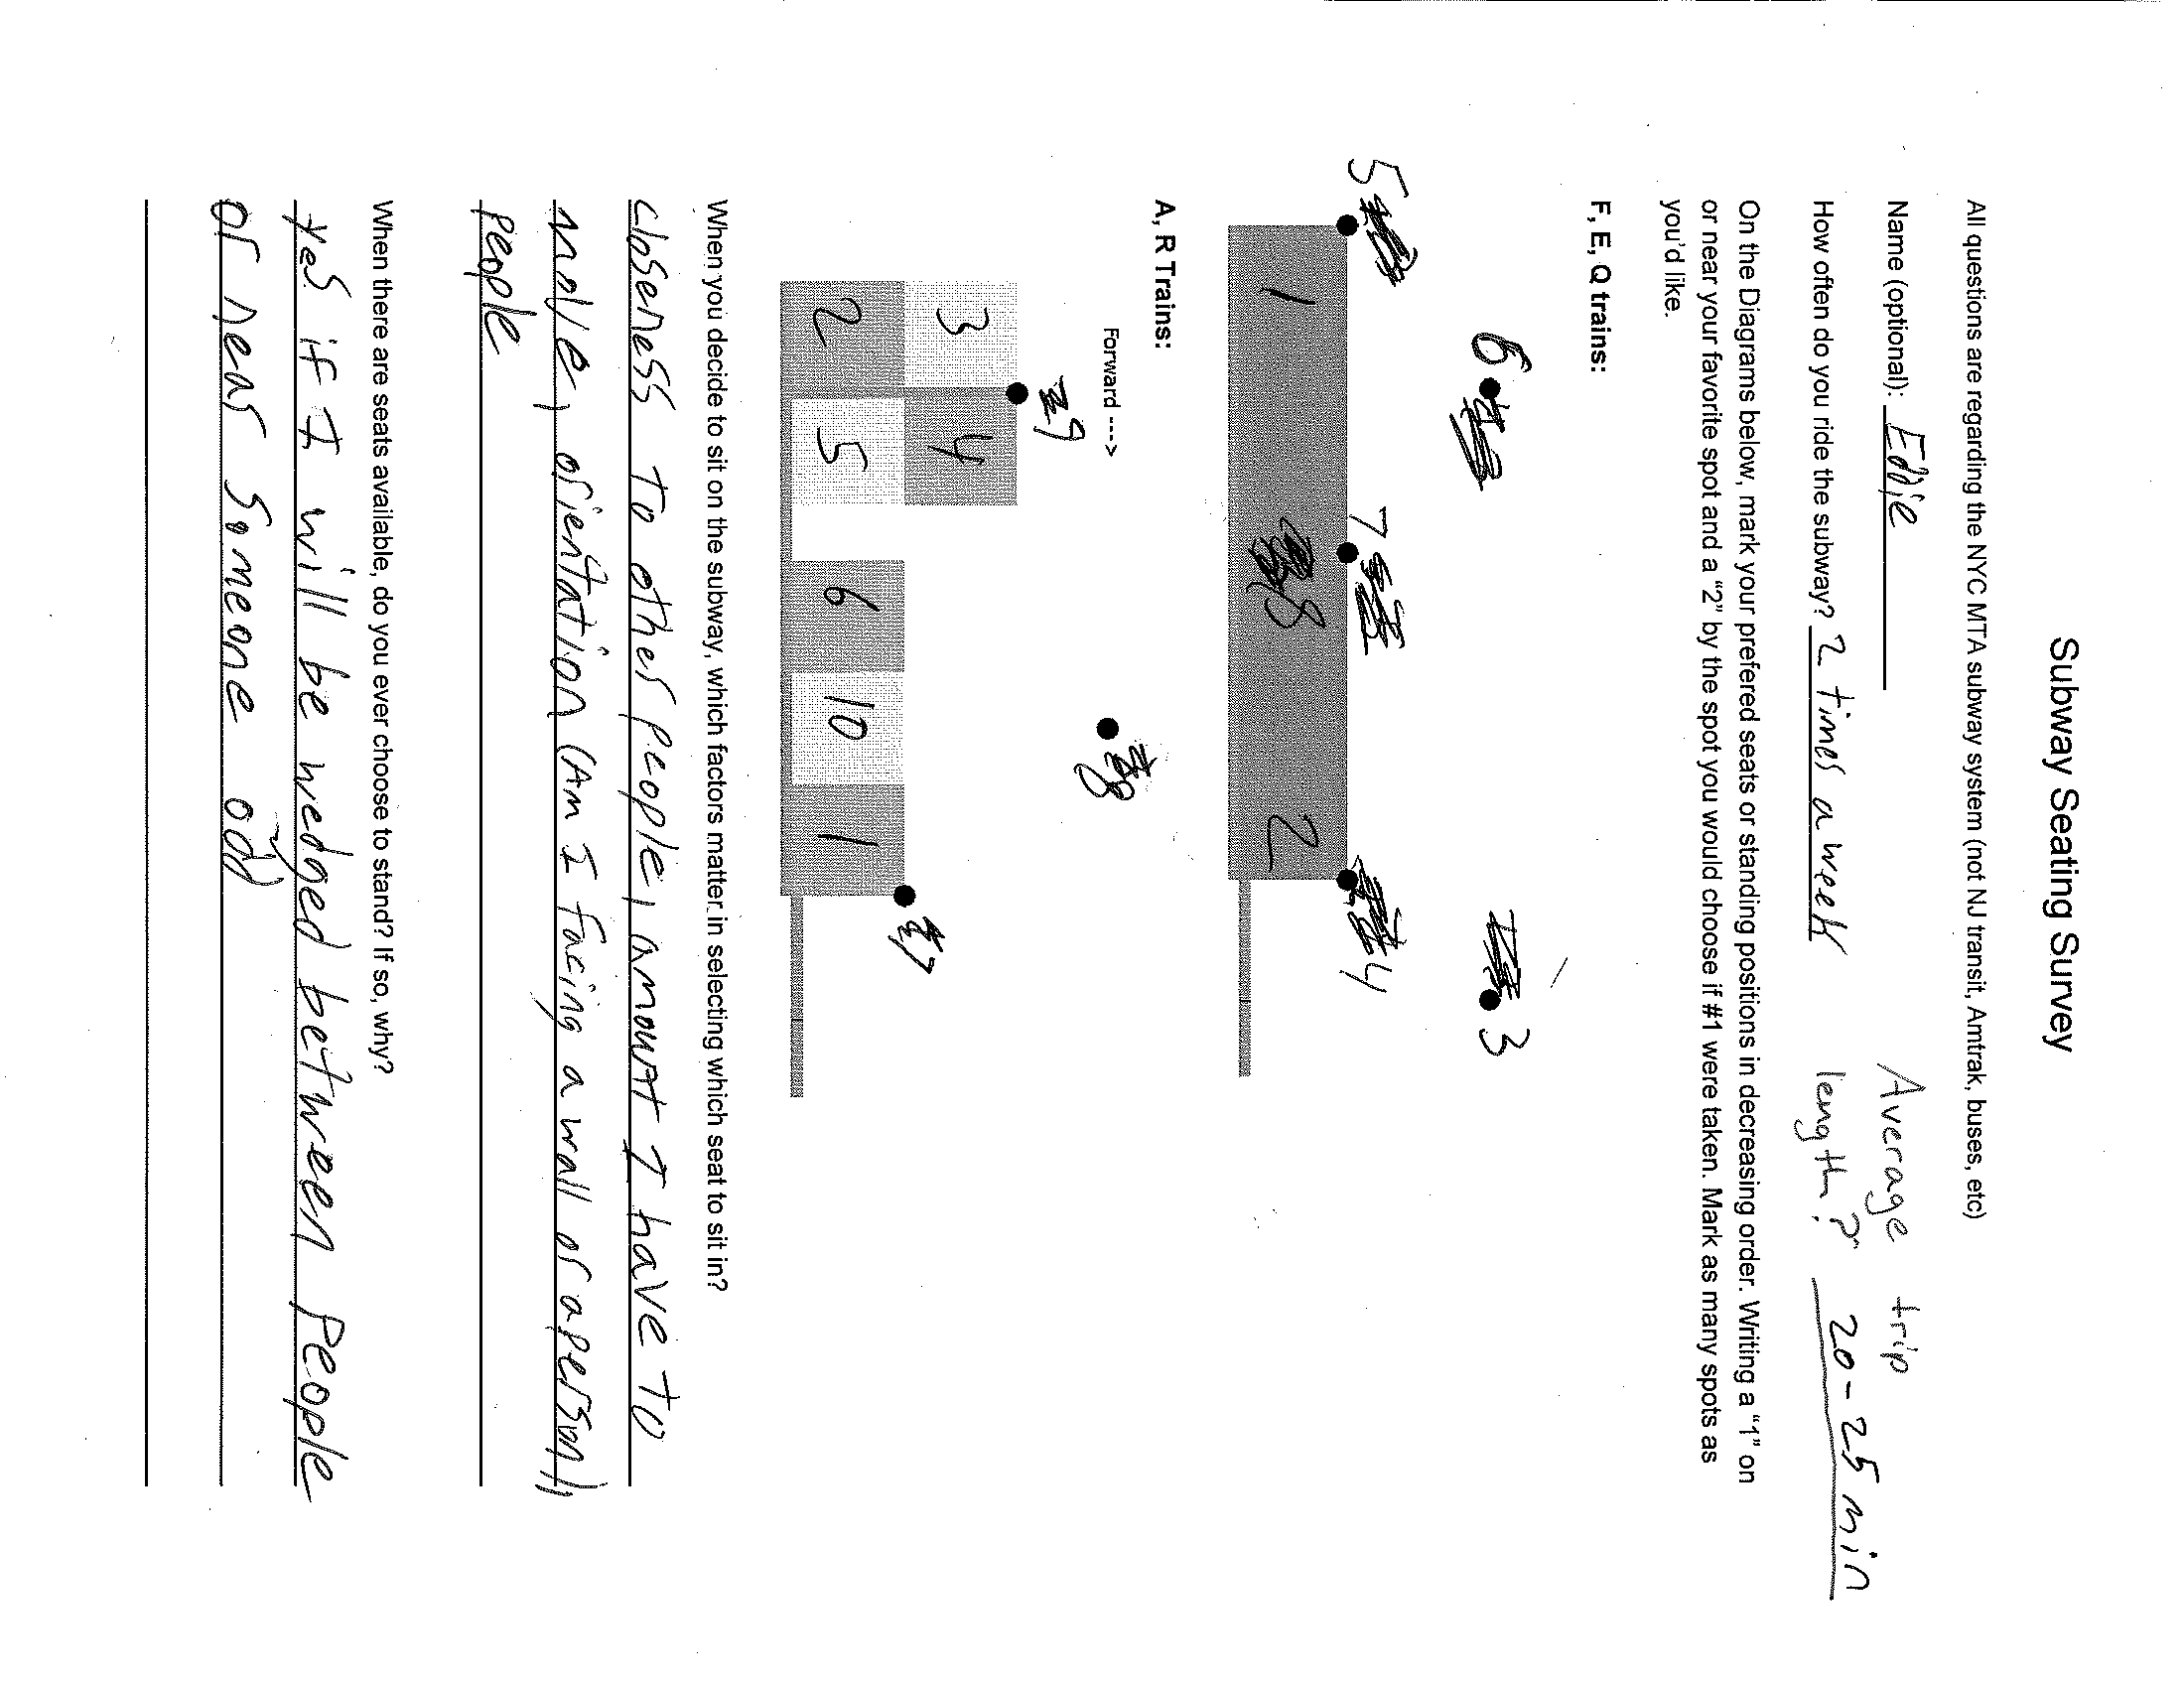 Subway Seating Survey
All questions are regarding the NYC MTA subway system (not NJ transit, Amtrak, buses, etc)
Name (optional): Eddie
Average trip
How often do you ride the subway? 2 times a week
length? 20-25 min
On the Diagrams below, mark your prefered seats or standing positions in decreasing order. Writing a “1” on
or near your favorite spot and a “2” by the spot you would choose if #1 were taken. Mark as many spots as
you'd like.
F, E, Q trains:
6
3
5
7
4
1
8
2
A, R Trains:
Forward --->
8
9
7
3
4
2
5
6
10
1
When you decide to sit on the subway, which factors matter in selecting which seat to sit in?
closeness to other people, amount I have to
move, orientation (Am I facing a wall or a person),
people
When there are seats available, do you ever choose to stand? If so, why?
yes if I will be wedged between people
or near someone odd